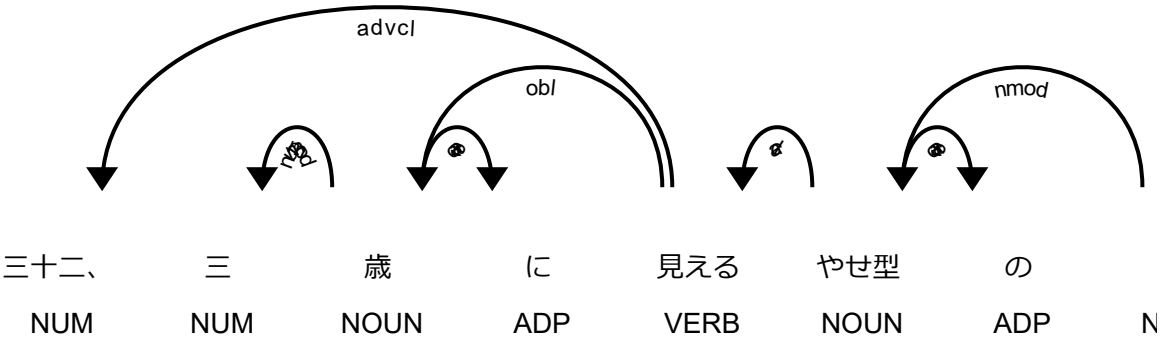 advcl
obl
nmod
三十二、 三 歳 に 見える やせ型 の
NUM NUM NOUN ADP VERB NOUN ADP N